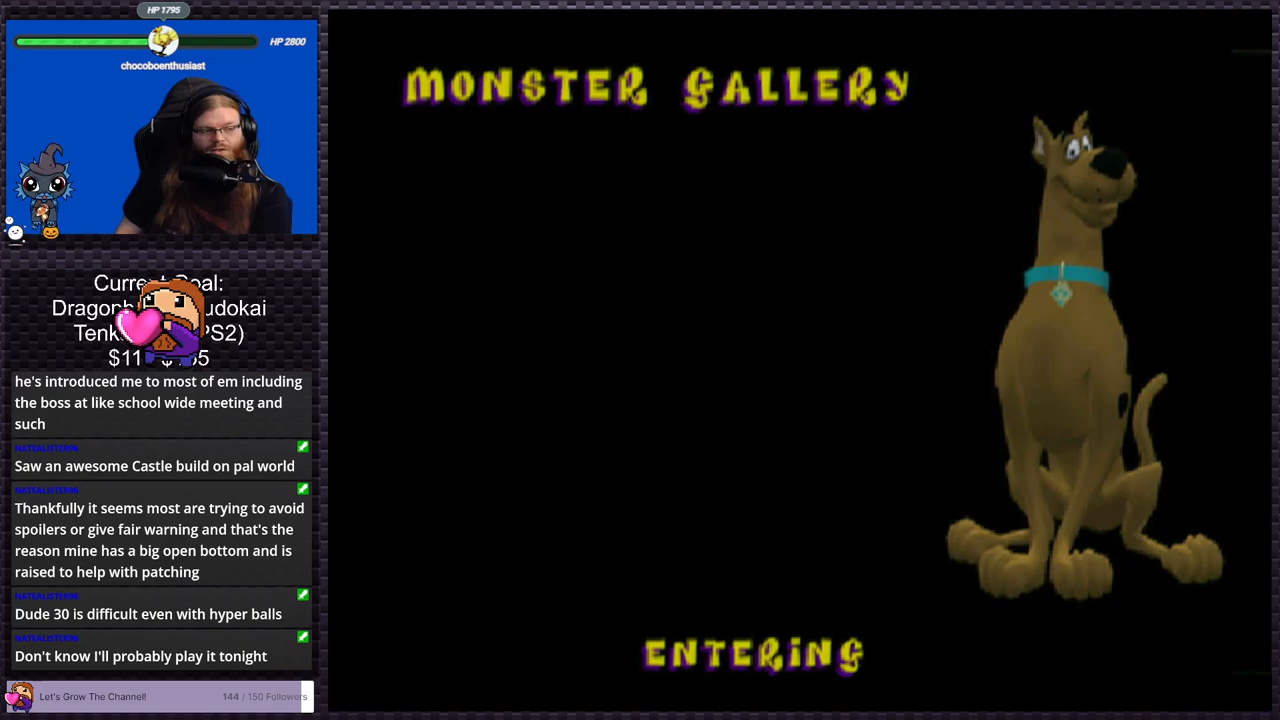 HP 1795
HP 2800
chocoboenthusiast
MONSTER GALLERY
ENTERING
he's introduced me to most of em including
the boss at like school wide meeting and
such
NATEALISTER96
Saw an awesome Castle build on pal world
NATEALISTER96
Thankfully it seems most are trying to avoid
spoilers or give fair warning and that's the
reason mine has a big open bottom and is
raised to help with patching
NATEALISTER96
Dude 30 is difficult even with hyper balls
NATEALISTER96
Don't know I'll probably play it tonight
Let's Grow The Channel!
144 / 150 Followers